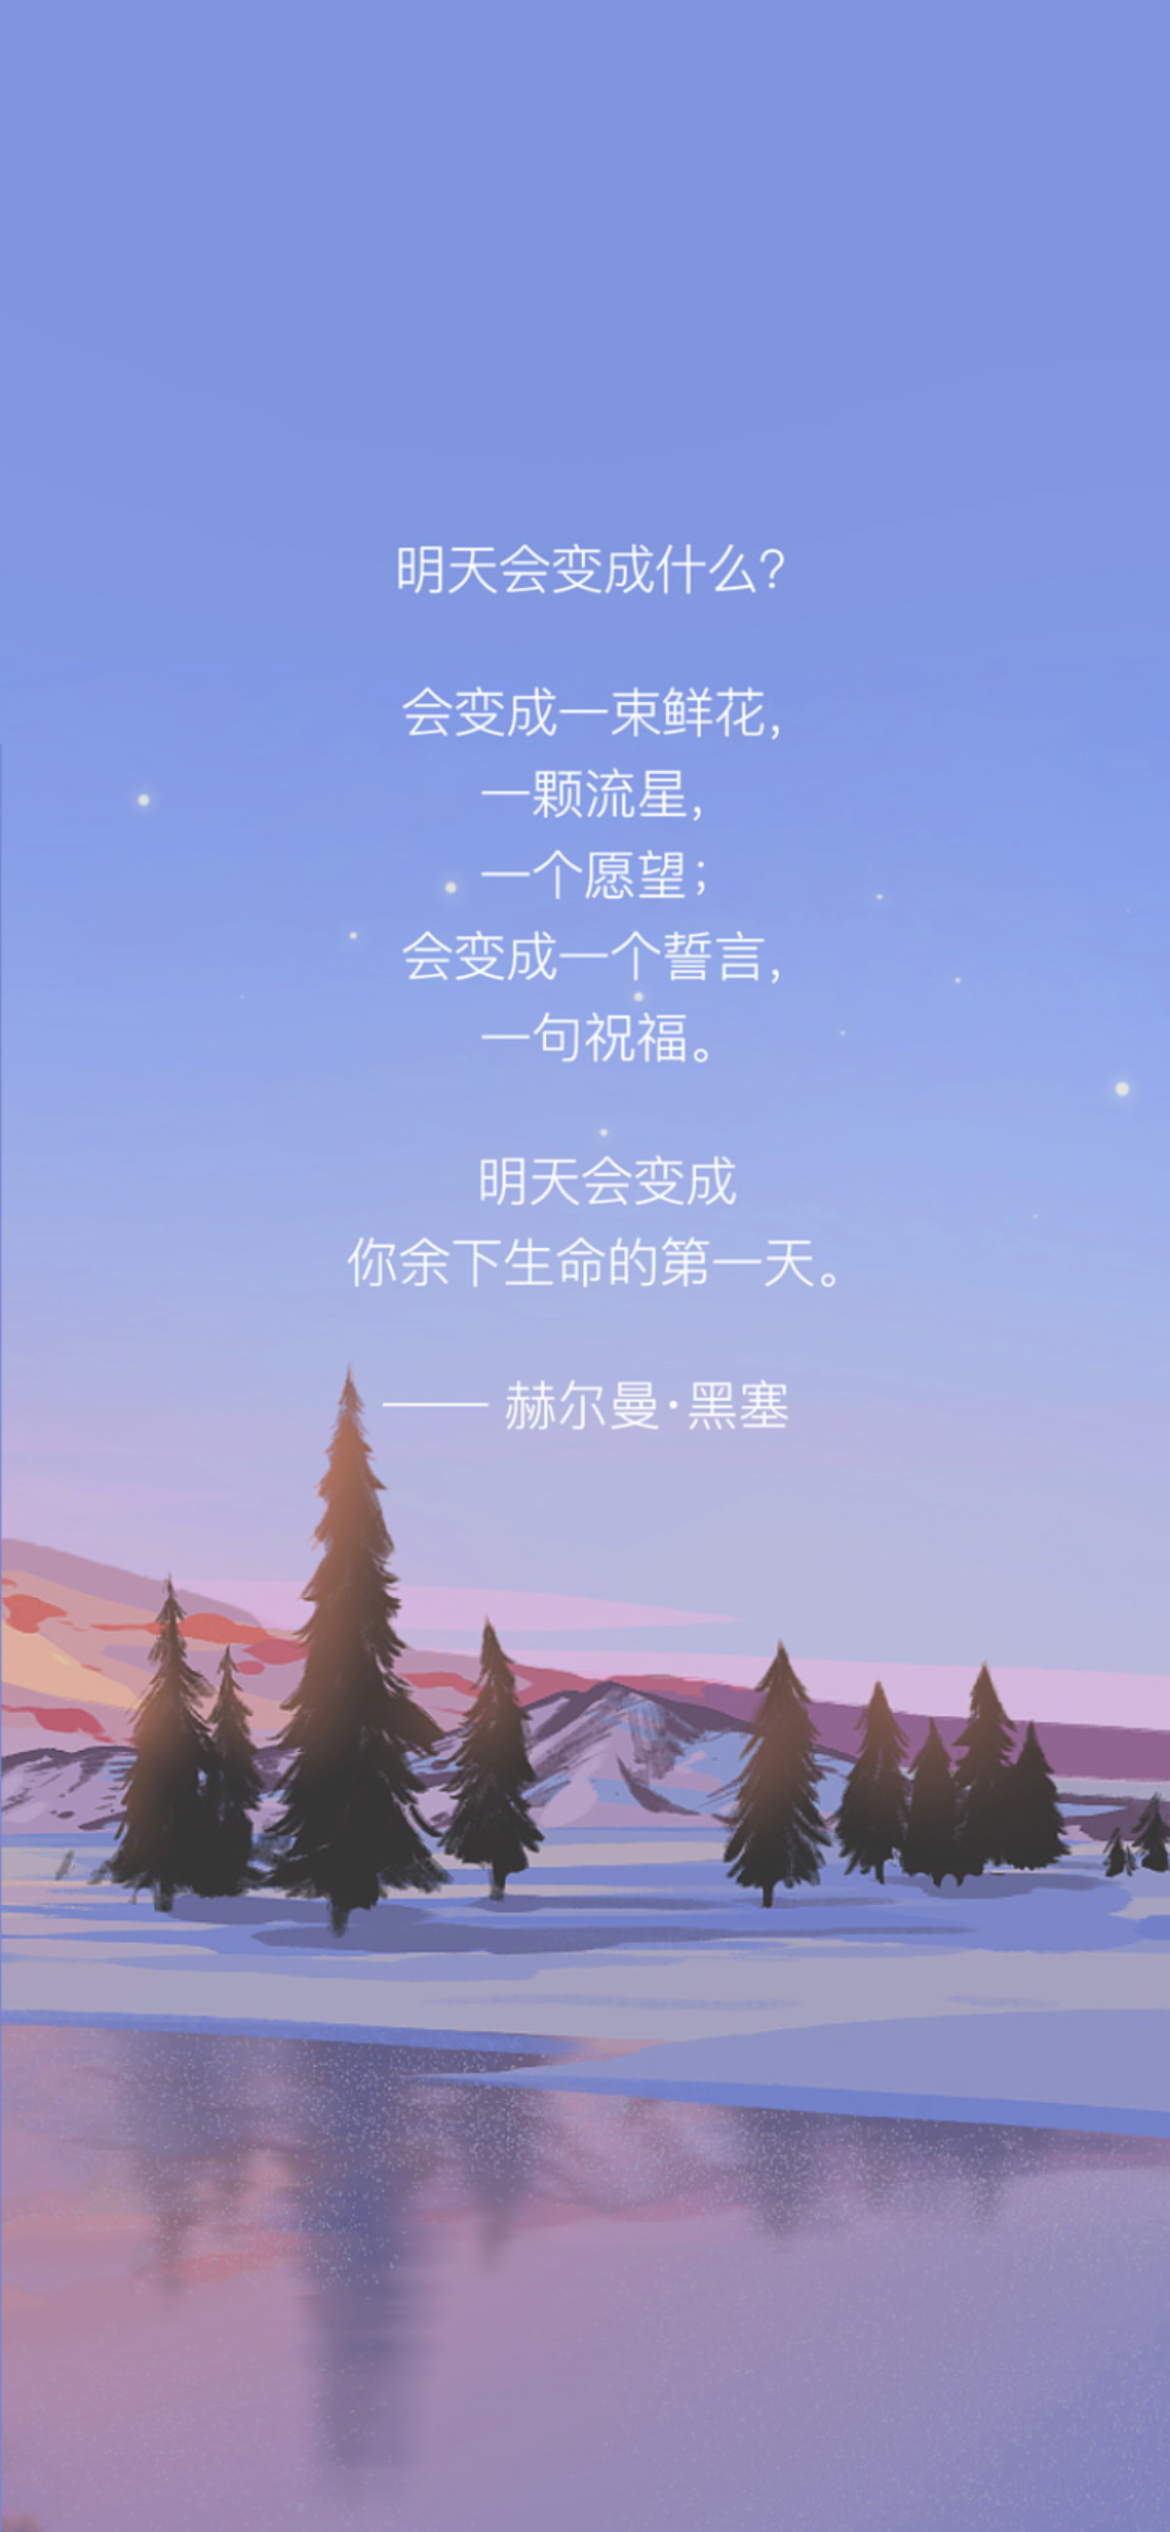 明天会变成什么？
会变成一束鲜花，
一颗流星，
一个愿望；
会变成一个誓言，
一句祝福。
明天会变成
你余下生命的第一天。
—— 赫尔曼·黑塞